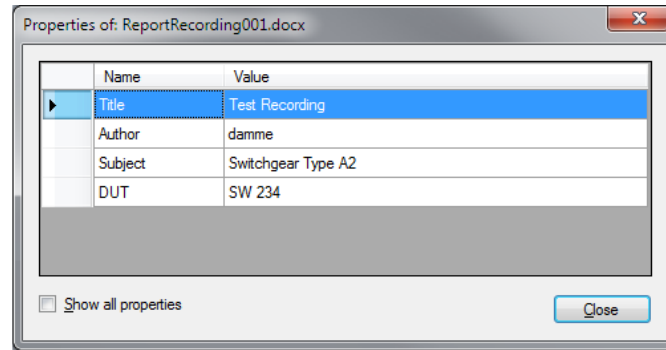 Properties of: ReportRecording001.docx
Name Value
Title Test Recording
Author damme
Subject Switchgear Type A2
DUT SW 234
Show all properties
Close